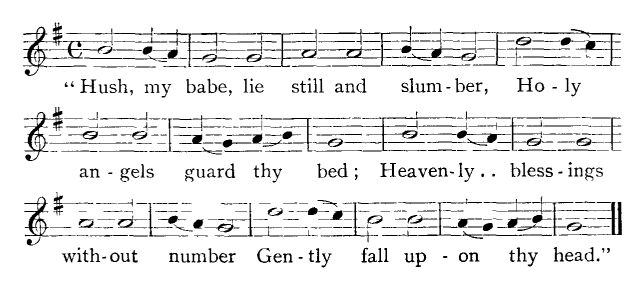 “ Hush, my babe, lie still and slum - ber, Ho - ly
an - gels guard thy bed ; Heaven-ly . . bless - ings
with-out number Gen - tly fall up - on thy head.”